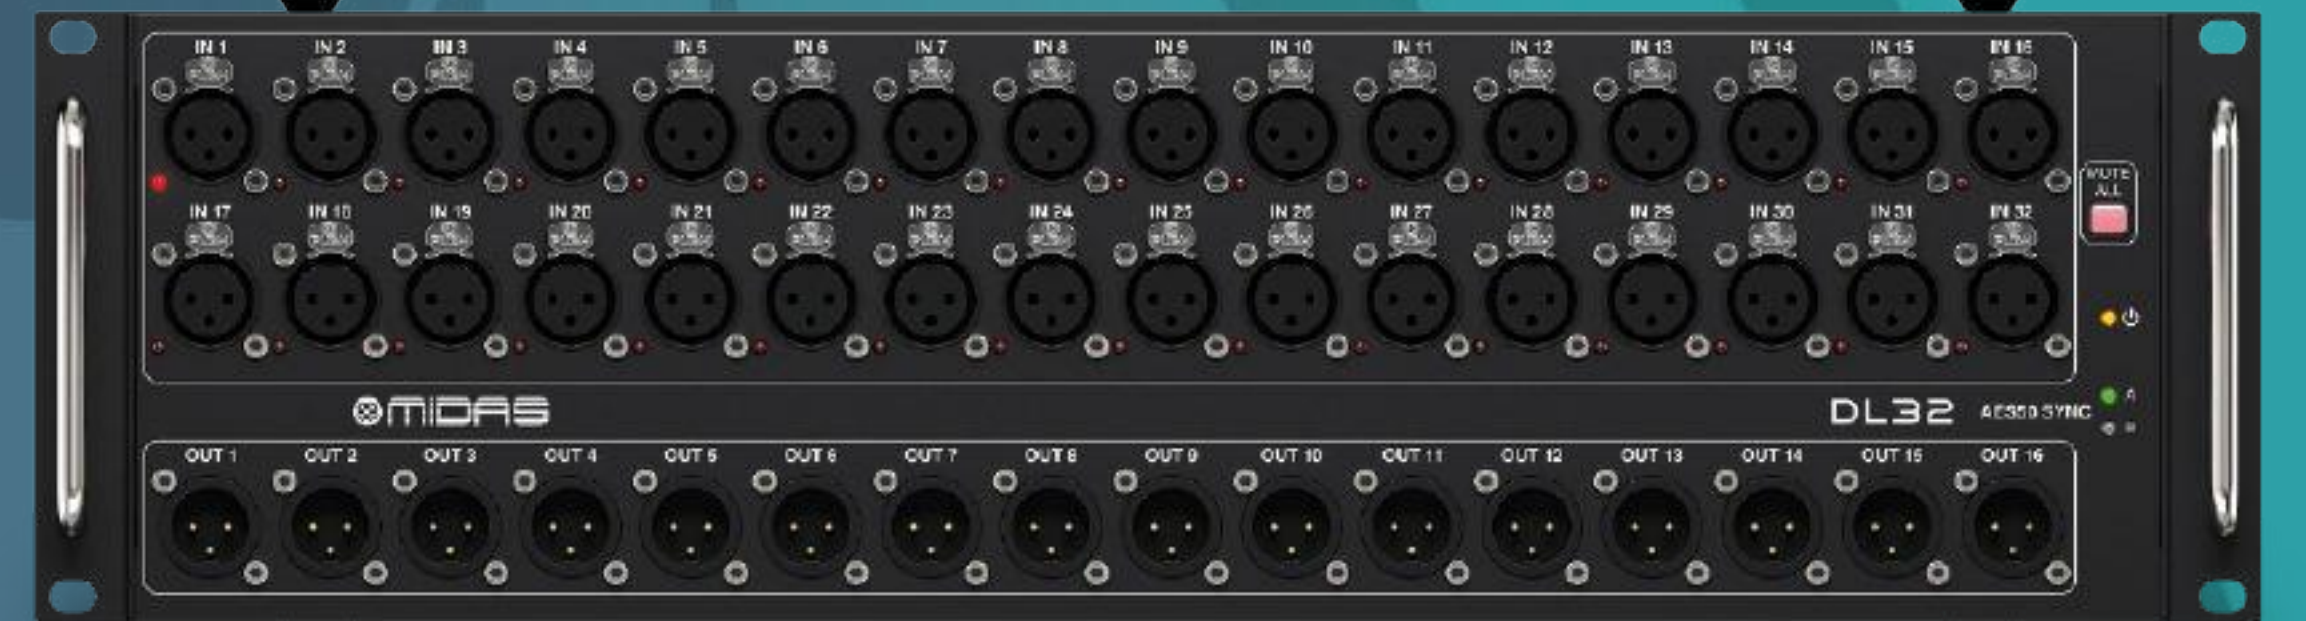 IN 1 IN 2 IN 3 IN 4 IN 5 IN 6 IN 7 IN 8 IN 9 IN 10 IN 11 IN 12 IN 13 IN 14 IN 15 IN 16
MUTE
ALL
IN 17 IN 18 IN 19 IN 20 IN 21 IN 22 IN 23 IN 24 IN 25 IN 26 IN 27 IN 28 IN 29 IN 30 IN 31 IN 32
MIDAS DL32 AES50 SYNC A
OUT 1 OUT 2 OUT 3 OUT 4 OUT 5 OUT 6 OUT 7 OUT 8 OUT 9 OUT 10 OUT 11 OUT 12 OUT 13 OUT 14 OUT 15 OUT 16